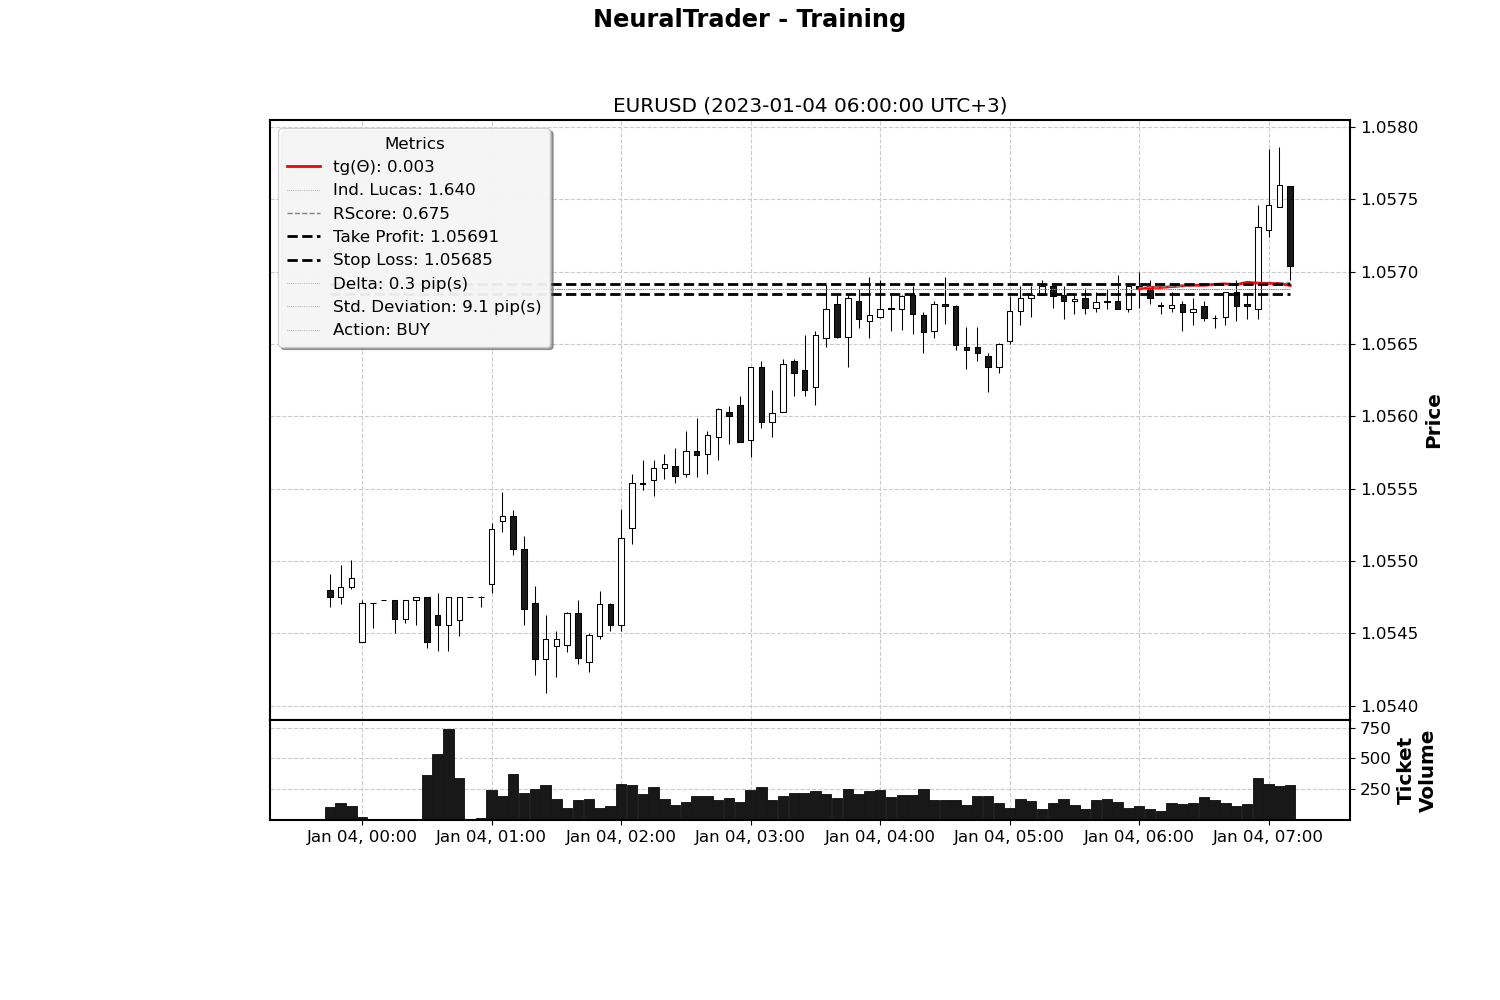 NeuralTrader - Training
EURUSD (2023-01-04 06:00:00 UTC+3)
Metrics
tg(Θ): 0.003
Ind. Lucas: 1.640
RScore: 0.675
Take Profit: 1.05691
Stop Loss: 1.05685
Delta: 0.3 pip(s)
Std. Deviation: 9.1 pip(s)
Action: BUY
1.0580
1.0575
1.0570
1.0565
1.0560
1.0555
1.0550
1.0545
1.0540
Price
750
500
250
Ticket
Volume
Jan 04, 00:00 Jan 04, 01:00 Jan 04, 02:00 Jan 04, 03:00 Jan 04, 04:00 Jan 04, 05:00 Jan 04, 06:00 Jan 04, 07:00